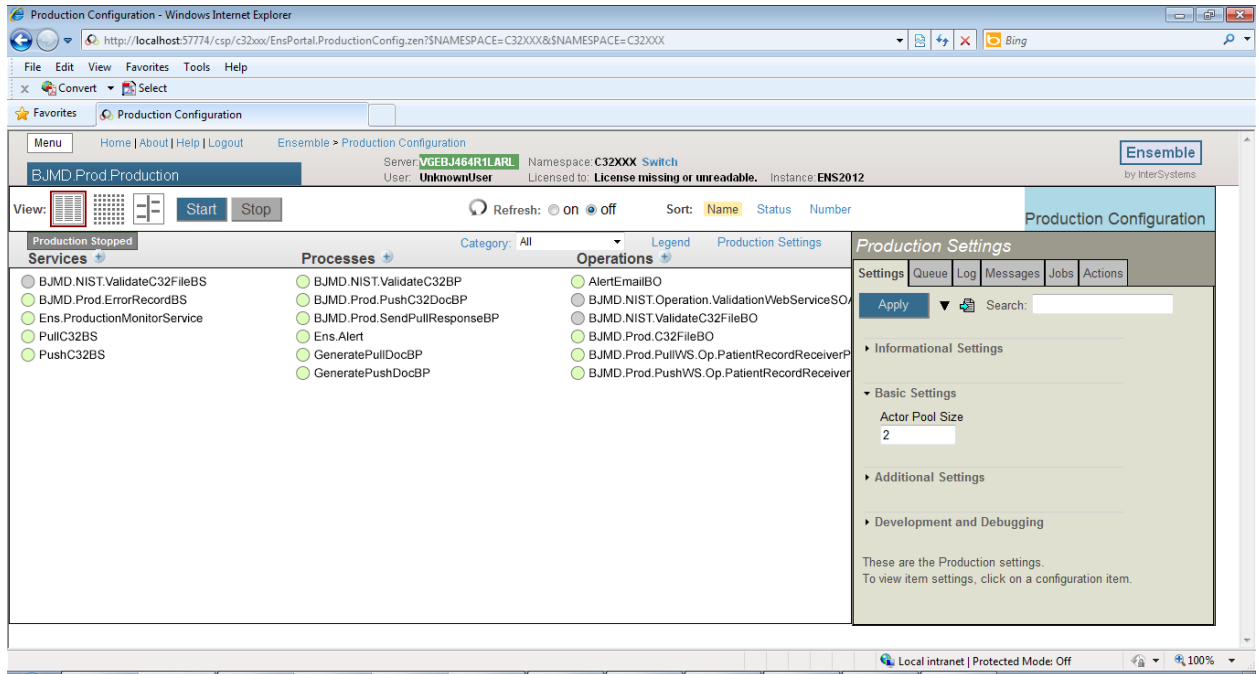 Production Configuration - Windows Internet Explorer
http://localhost:57774/csp/c32xxx/EnsPortal.ProductionConfig.zen?$NAMESPACE=C32XXX&$NAMESPACE=C32XXX
Bing
File Edit View Favorites Tools Help
x Convert Select
Favorites Production Configuration
Menu Home | About | Help | Logout Ensemble > Production Configuration
Server: VGEBJ464R1LARL Namespace: C32XXX Switch
Ensemble
BJMD.Prod.Production
User: UnknownUser Licensed to: License missing or unreadable. Instance: ENS2012
by InterSystems
View: Start Stop Refresh: on off Sort: Name Status Number
Production Configuration
Production Stopped
Category: All Legend Production Settings
Services Processes Operations
BJMD.NIST.ValidateC32FileBS
BJMD.Prod.ErrorRecordBS
Ens.ProductionMonitorService
PullC32BS
PushC32BS
BJMD.NIST.ValidateC32BP
BJMD.Prod.PushC32DocBP
BJMD.Prod.SendPullResponseBP
Ens.Alert
GeneratePullDocBP
GeneratePushDocBP
AlertEmailBO
BJMD.NIST.Operation.ValidationWebServiceSOA
BJMD.NIST.ValidateC32FileBO
BJMD.Prod.C32FileBO
BJMD.Prod.PullWS.Op.PatientRecordReceiverP
BJMD.Prod.PushWS.Op.PatientRecordReceiver
Production Settings
Settings Queue Log Messages Jobs Actions
Apply Search:
Informational Settings
Basic Settings
Actor Pool Size
2
Additional Settings
Development and Debugging
These are the Production settings.
To view item settings, click on a configuration item.
Local intranet | Protected Mode: Off 100%